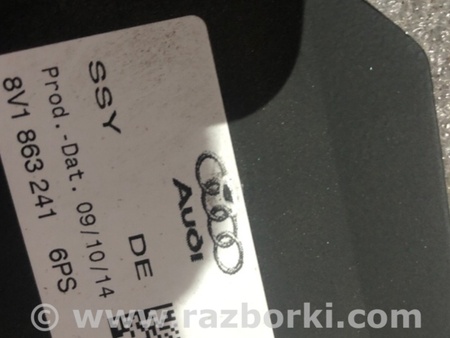 SSY
DE
Prod.-Dat. 09/10/14
8V1 863 241 6PS
Audi
© www.razborki.com